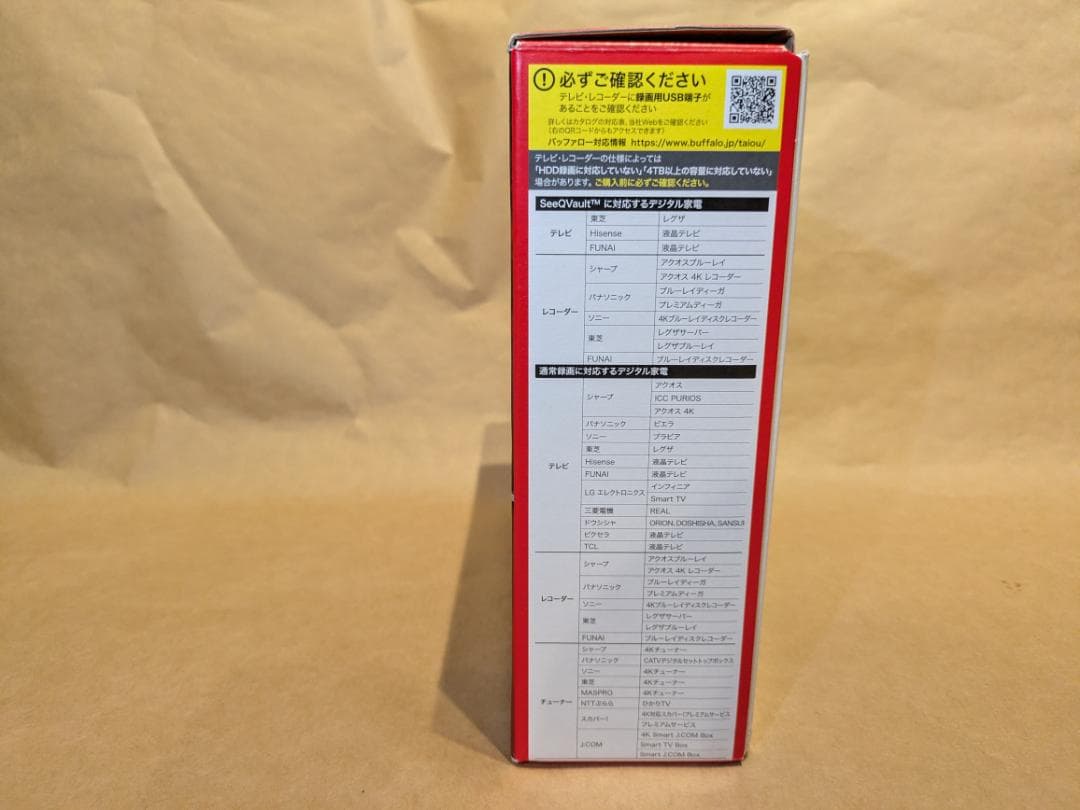 ! 必ずご確認ください
テレビ・レコーダーに録画用USB端子が
あることをご確認ください
詳しくはカタログの対応表、当社Webをご確認ください
(右のQRコードからもアクセスできます)
バッファロー対応情報 https://www.buffalo.jp/taiou/
テレビ・レコーダーの仕様によっては
「HDD録画に対応していない」「4TB以上の容量に対応していない」
場合があります。ご購入前に必ずご確認ください。
SeeQVault™ に対応するデジタル家電
テレビ 東芝 レグザ
Hisense 液晶テレビ
FUNAI 液晶テレビ
レコーダー シャープ アクオスブルーレイ
アクオス 4K レコーダー
パナソニック ブルーレイディーガ
プレミアムディーガ
ソニー 4Kブルーレイディスクレコーダー
東芝 レグザサーバー
レグザブルーレイ
FUNAI ブルーレイディスクレコーダー
通常録画に対応するデジタル家電
テレビ シャープ アクオス
ICC PURIOS
アクオス 4K
パナソニック ビエラ
ソニー ブラビア
東芝 レグザ
Hisense 液晶テレビ
FUNAI 液晶テレビ
LG エレクトロニクス インフィニア
Smart TV
三菱電機 REAL
ドウシシャ ORION、DOSHISHA、SANSUI
ピクセラ 液晶テレビ
TCL 液晶テレビ
レコーダー シャープ アクオスブルーレイ
アクオス 4K レコーダー
パナソニック ブルーレイディーガ
プレミアムディーガ
ソニー 4Kブルーレイディスクレコーダー
東芝 レグザサーバー
レグザブルーレイ
FUNAI ブルーレイディスクレコーダー
チューナー シャープ 4Kチューナー
パナソニック CATVデジタルセットトップボックス
ソニー 4Kチューナー
東芝 4Kチューナー
MASPRO 4Kチューナー
NTTぷらら ひかりTV
スカパー! 4K対応スカパー!プレミアムサービス
プレミアムサービス
J:COM 4K Smart J:COM Box
Smart TV Box
Smart J:COM Box